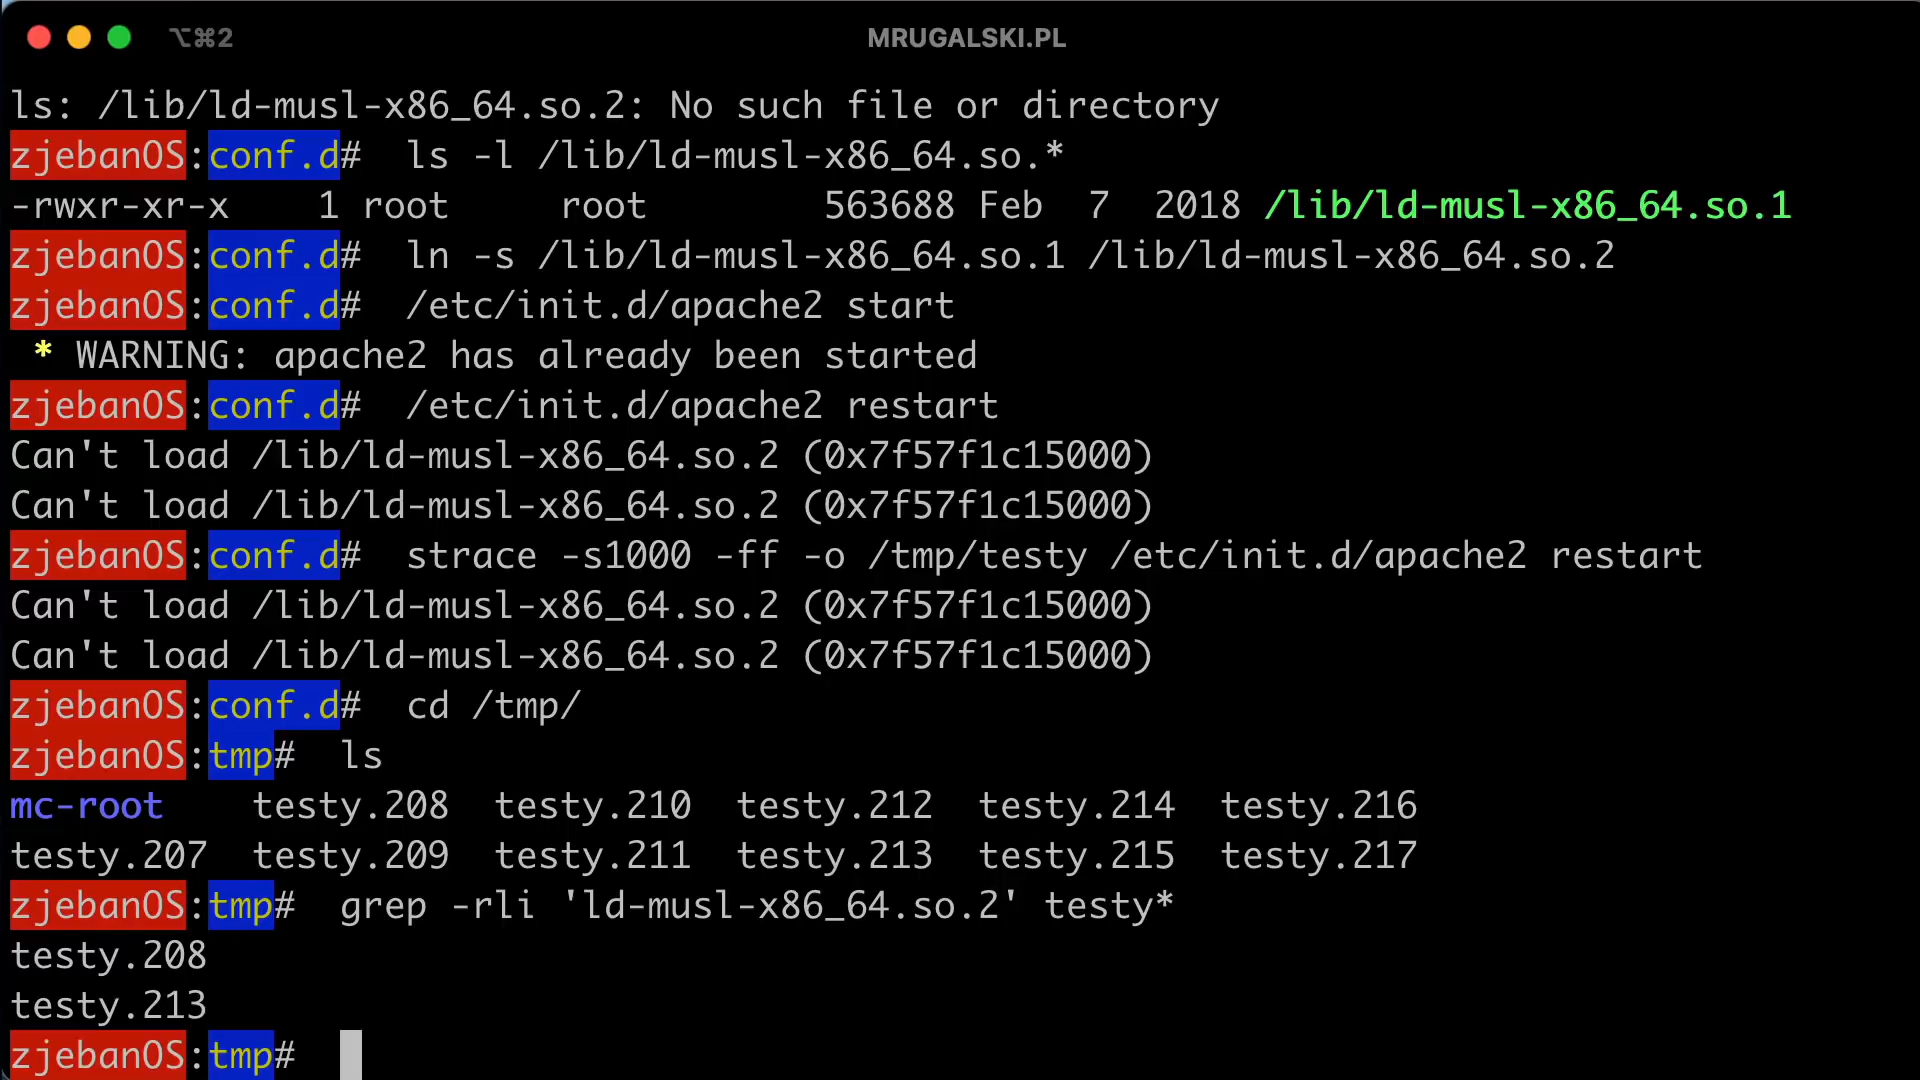 ⌥⌘2
MRUGALSKI.PL
ls: /lib/ld-musl-x86_64.so.2: No such file or directory
zjebanOS:conf.d#  ls -l /lib/ld-musl-x86_64.so.*
-rwxr-xr-x    1 root     root        563688 Feb  7  2018 /lib/ld-musl-x86_64.so.1
zjebanOS:conf.d#  ln -s /lib/ld-musl-x86_64.so.1 /lib/ld-musl-x86_64.so.2
zjebanOS:conf.d#  /etc/init.d/apache2 start
 * WARNING: apache2 has already been started
zjebanOS:conf.d#  /etc/init.d/apache2 restart
Can't load /lib/ld-musl-x86_64.so.2 (0x7f57f1c15000)
Can't load /lib/ld-musl-x86_64.so.2 (0x7f57f1c15000)
zjebanOS:conf.d#  strace -s1000 -ff -o /tmp/testy /etc/init.d/apache2 restart
Can't load /lib/ld-musl-x86_64.so.2 (0x7f57f1c15000)
Can't load /lib/ld-musl-x86_64.so.2 (0x7f57f1c15000)
zjebanOS:conf.d#  cd /tmp/
zjebanOS:tmp#  ls
mc-root    testy.208  testy.210  testy.212  testy.214  testy.216
testy.207  testy.209  testy.211  testy.213  testy.215  testy.217
zjebanOS:tmp#  grep -rli 'ld-musl-x86_64.so.2' testy*
testy.208
testy.213
zjebanOS:tmp#